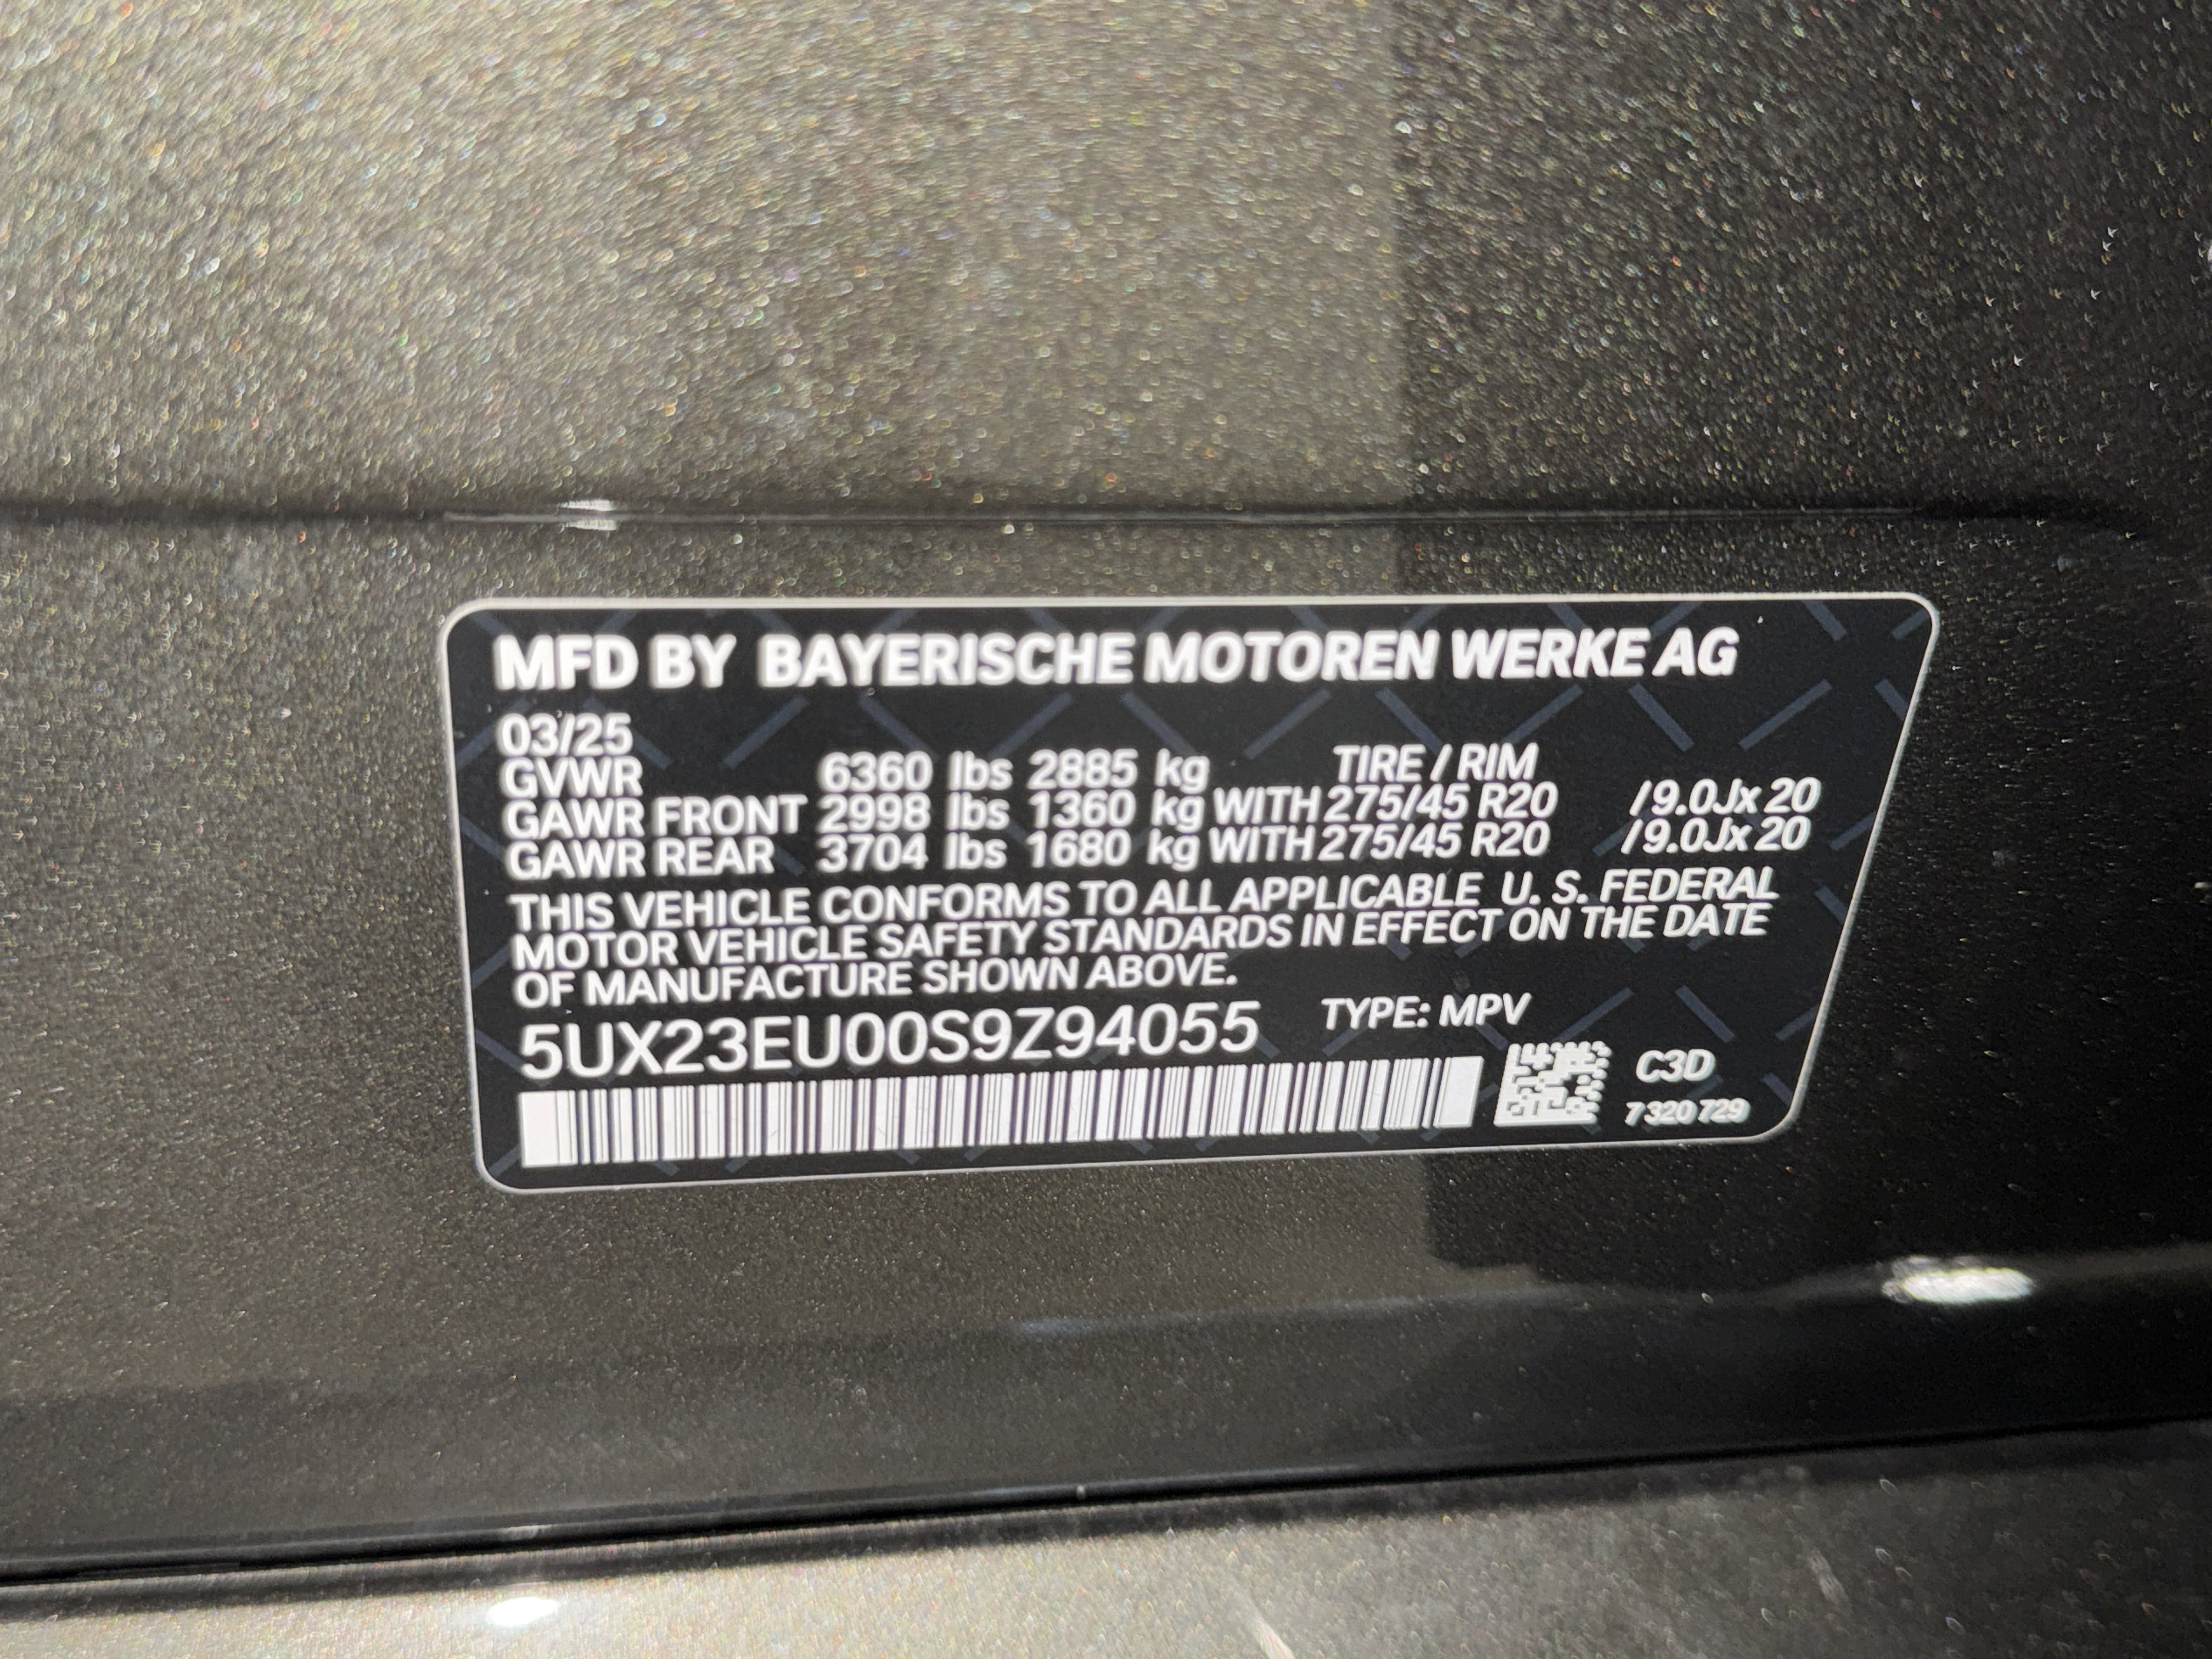 MFD BY BAYERISCHE MOTOREN WERKE AG
03/25
GVWR 6360 lbs 2885 kg TIRE / RIM
GAWR FRONT 2998 lbs 1360 kg WITH 275/45 R20 /9.0Jx20
GAWR REAR 3704 lbs 1680 kg WITH 275/45 R20 /9.0Jx20
THIS VEHICLE CONFORMS TO ALL APPLICABLE U. S. FEDERAL
MOTOR VEHICLE SAFETY STANDARDS IN EFFECT ON THE DATE
OF MANUFACTURE SHOWN ABOVE.
5UX23EU00S9Z94055 TYPE: MPV
C3D
7 320 729